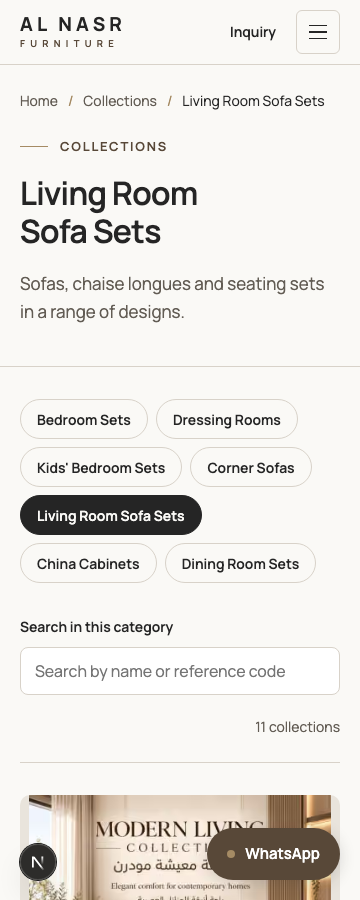 AL NASR
FURNITURE
Inquiry
Home / Collections / Living Room Sofa Sets
COLLECTIONS
Living Room
Sofa Sets
Sofas, chaise longues and seating sets
in a range of designs.
Bedroom Sets
Dressing Rooms
Kids' Bedroom Sets
Corner Sofas
Living Room Sofa Sets
China Cabinets
Dining Room Sets
Search in this category
Search by name or reference code
11 collections
MODERN LIVING
معيشة مودرن
Elegant comfort for contemporary homes
N
WhatsApp